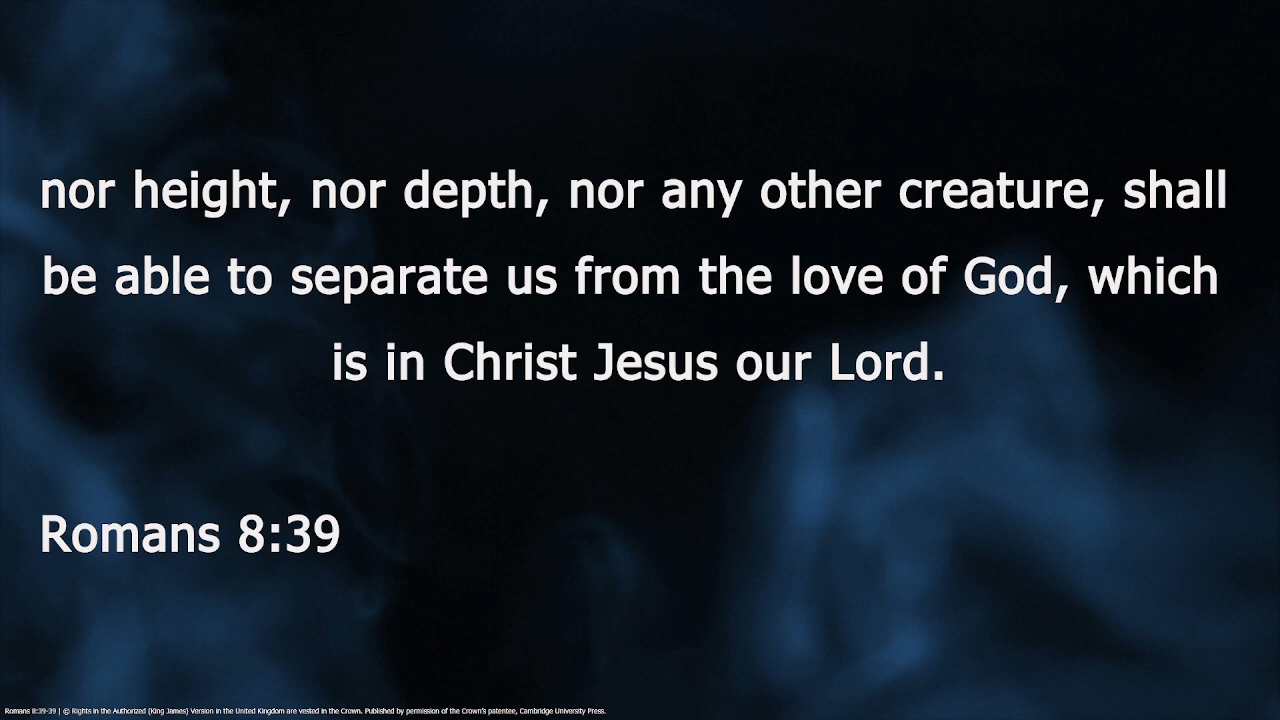 nor height, nor depth, nor any other creature, shall
be able to separate us from the love of God, which
is in Christ Jesus our Lord.
Romans 8:39
Romans 8:39-39 | © Rights in the Authorized (King James) Version in the United Kingdom are vested in the Crown. Published by permission of the Crown's patentee, Cambridge University Press.